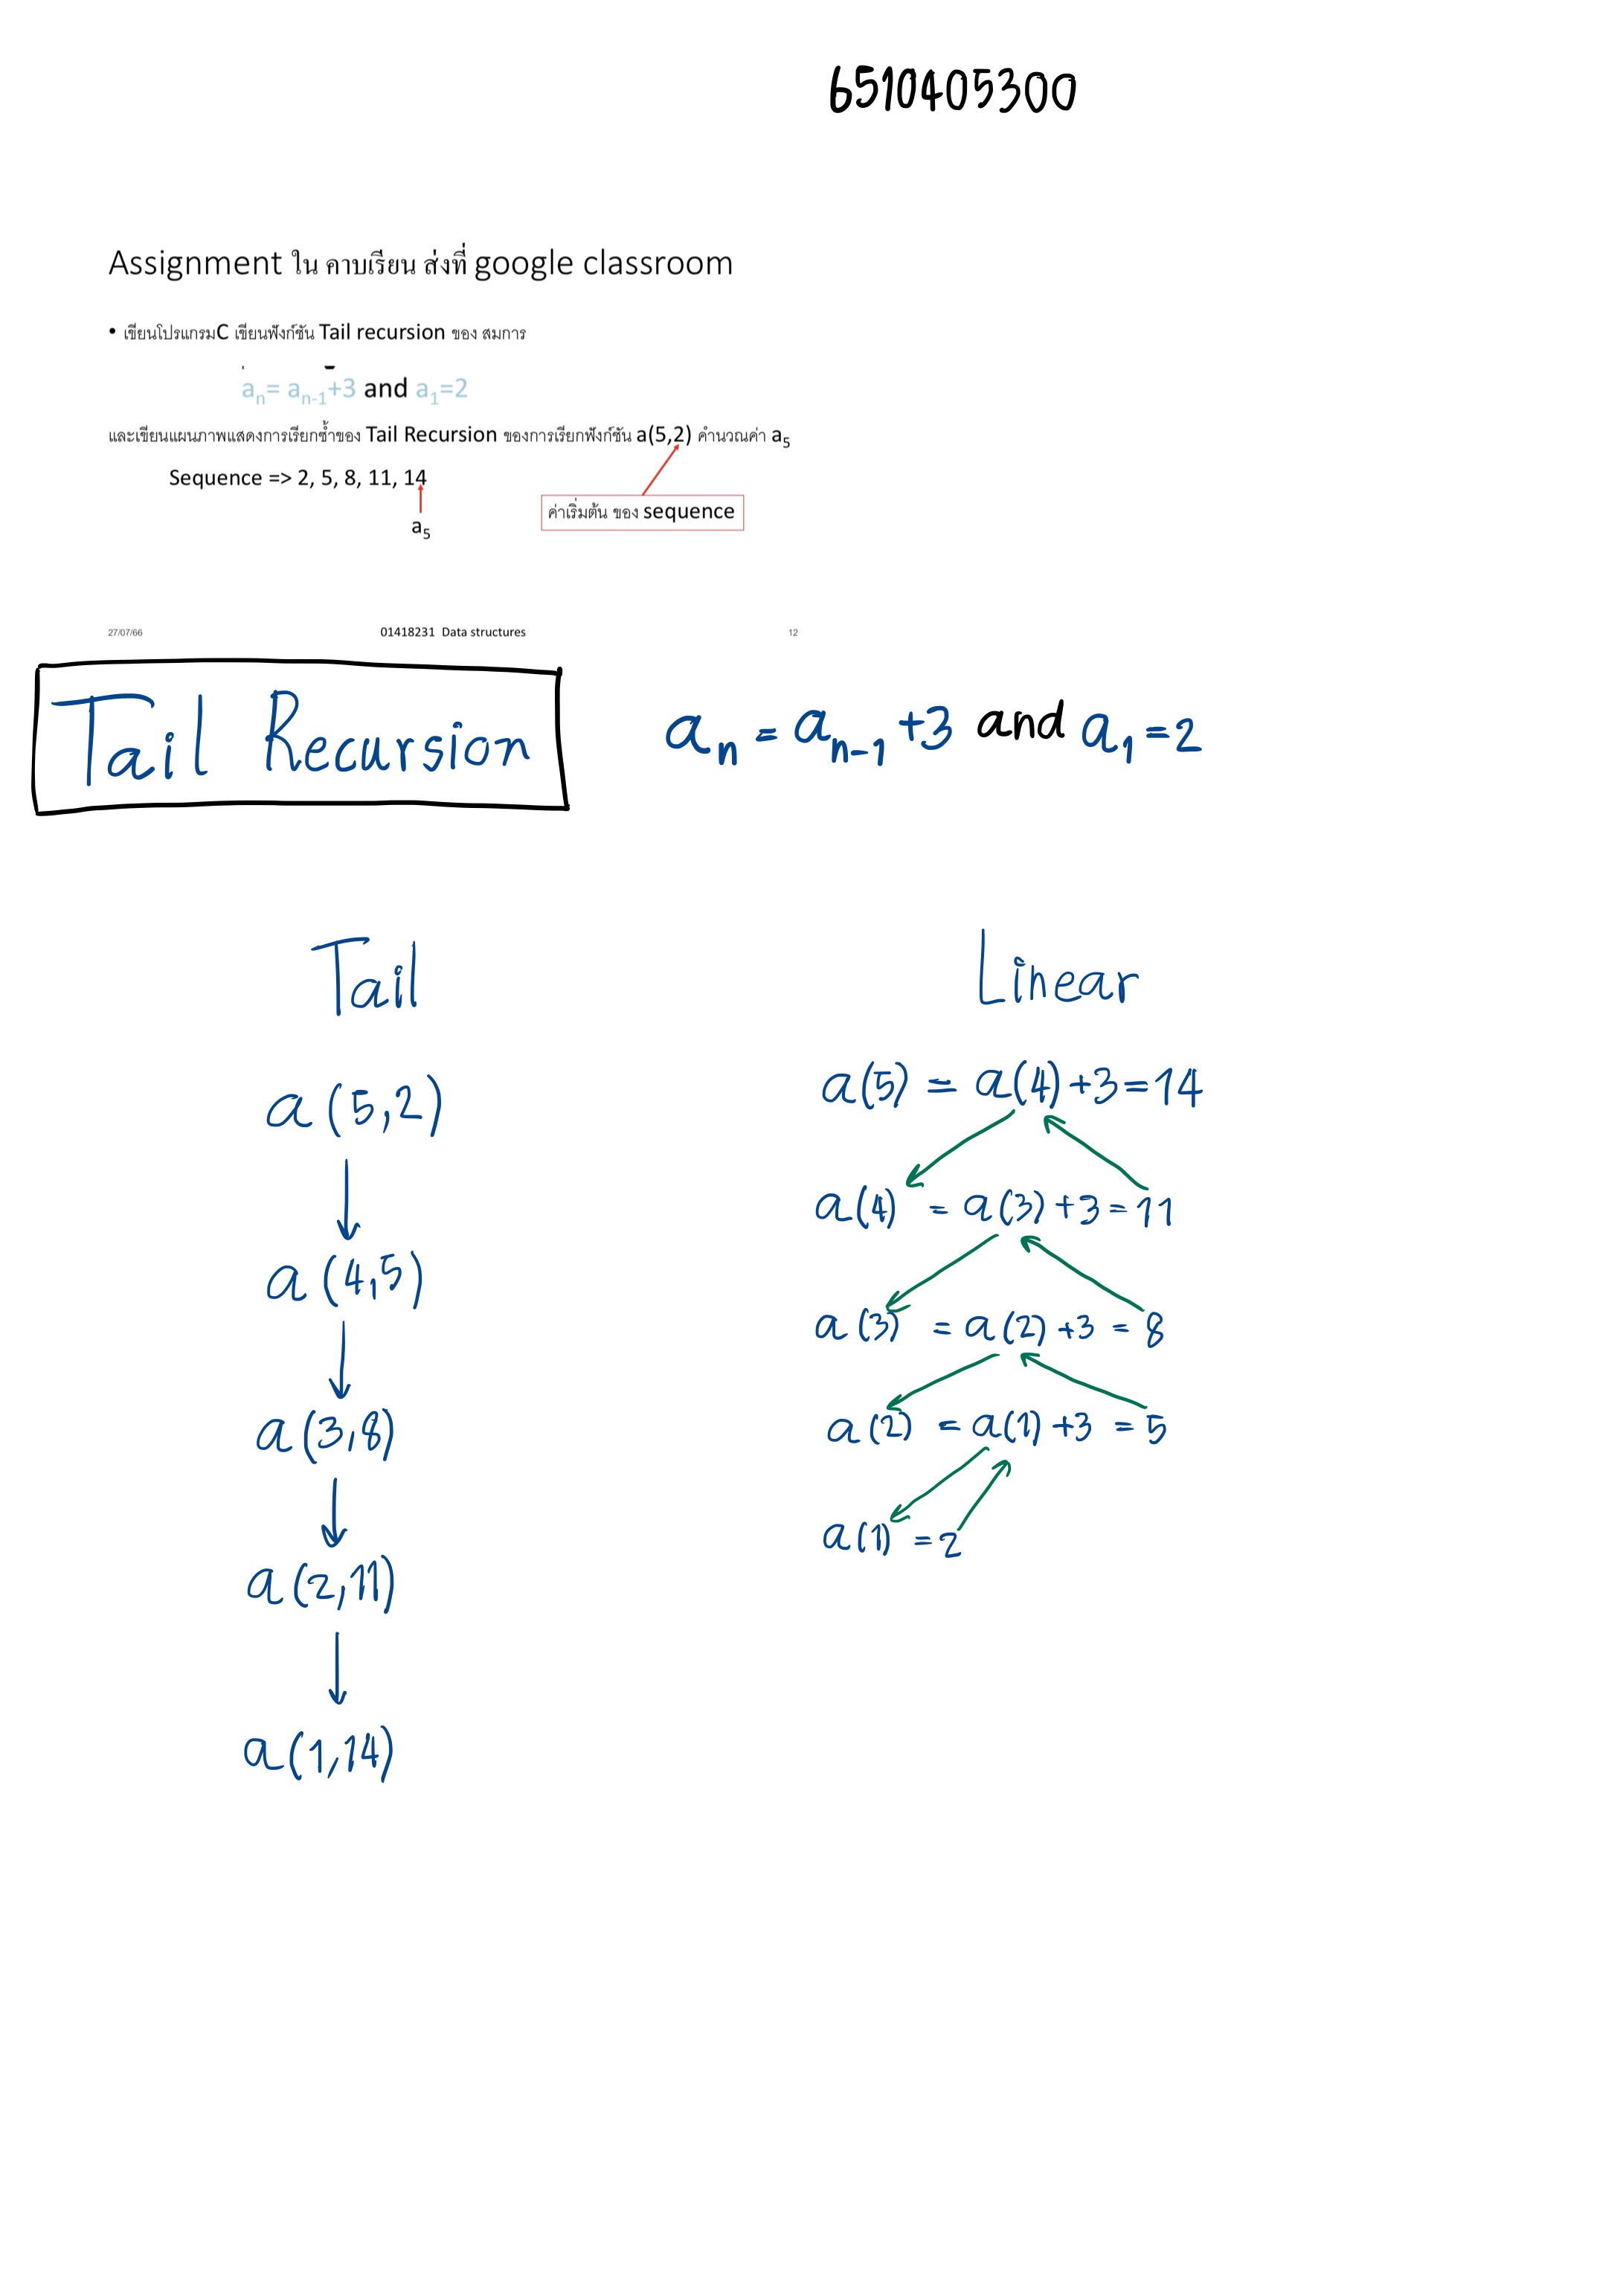 6510405300
Assignment ใน คาบเรียน ส่งที่ google classroom
• เขียนโปรแกรมC เขียนฟังก์ชัน Tail recursion ของ สมการ
aₙ= aₙ₋₁+3 and a₁=2
และเขียนแผนภาพแสดงการเรียกซ้ำของ Tail Recursion ของการเรียกฟังก์ชัน a(5,2) คำนวณค่า a₅
Sequence => 2, 5, 8, 11, 14
ค่าเริ่มต้น ของ sequence
a₅
27/07/66 01418231 Data structures 12
Tail Recursion aₙ = aₙ₋₁ +3 and a₁ =2
Tail Linear
a(5) = a(4)+3=14
a(5,2)
a(4) = a(3)+3=11
a(4,5)
a(3) = a(2)+3 = 8
a(3,8)
a(2) = a(1)+3 = 5
a(1) =2
a(2,11)
a(1,14)